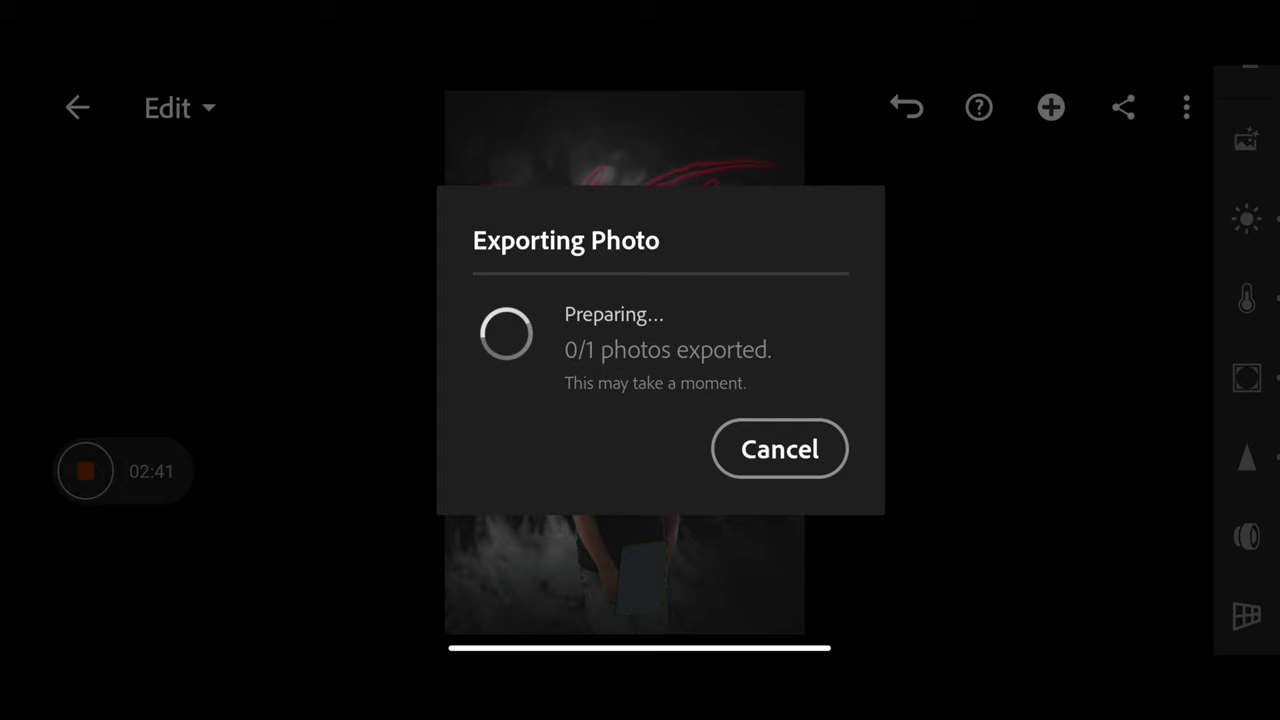 Edit
Exporting Photo
Preparing...
0/1 photos exported.
This may take a moment.
Cancel
02:41